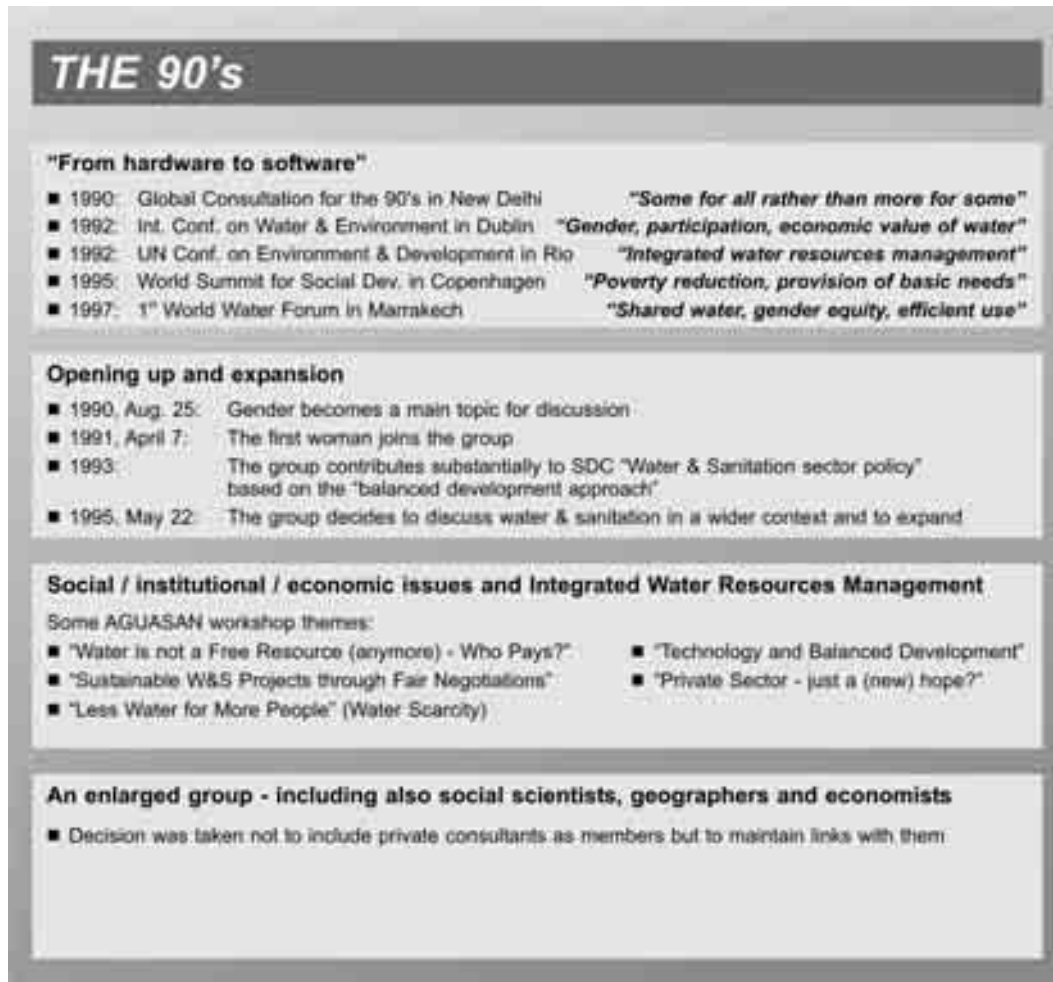 THE 90's
"From hardware to software"
■ 1990: Global Consultation for the 90's in New Delhi "Some for all rather than more for some"
■ 1992: Int. Conf. on Water & Environment in Dublin "Gender, participation, economic value of water"
■ 1992: UN Conf. on Environment & Development in Rio "Integrated water resources management"
■ 1995: World Summit for Social Dev. in Copenhagen "Poverty reduction, provision of basic needs"
■ 1997: 1st World Water Forum in Marrakech "Shared water, gender equity, efficient use"
Opening up and expansion
■ 1990, Aug. 25: Gender becomes a main topic for discussion
■ 1991, April 7: The first woman joins the group
■ 1993: The group contributes substantially to SDC "Water & Sanitation sector policy"
based on the "balanced development approach"
■ 1995, May 22: The group decides to discuss water & sanitation in a wider context and to expand
Social / institutional / economic issues and Integrated Water Resources Management
Some AGUASAN workshop themes:
■ "Water is not a Free Resource (anymore) - Who Pays?" ■ "Technology and Balanced Development"
■ "Sustainable W&S Projects through Fair Negotiations" ■ "Private Sector - just a (new) hope?"
■ "Less Water for More People" (Water Scarcity)
An enlarged group - including also social scientists, geographers and economists
■ Decision was taken not to include private consultants as members but to maintain links with them